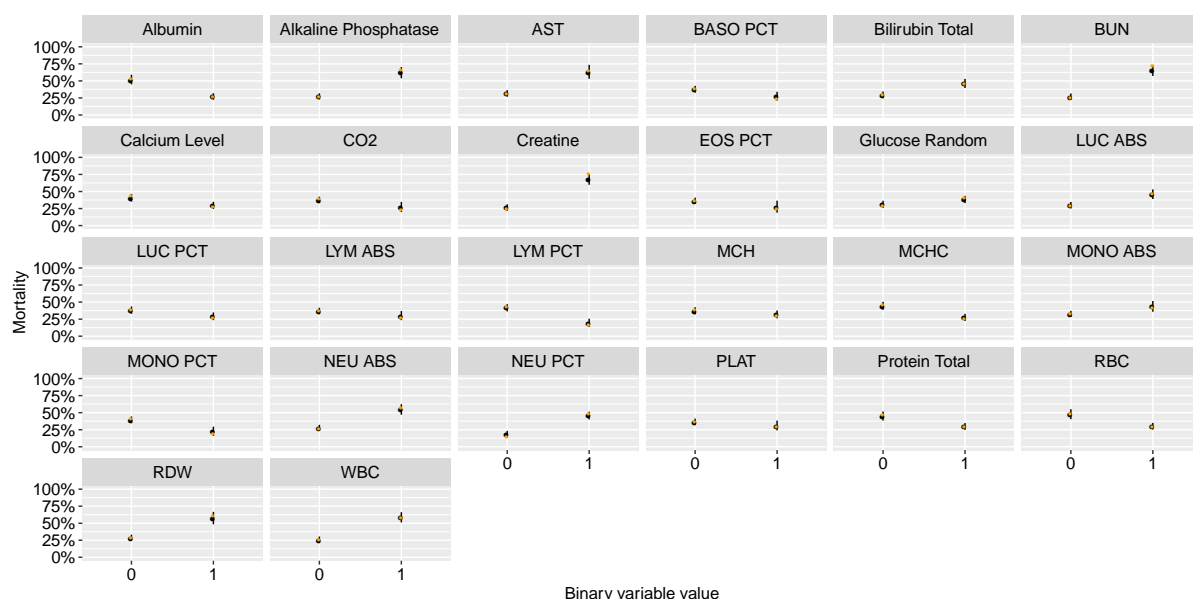 Albumin Alkaline Phosphatase AST BASO PCT Bilirubin Total BUN
100%
75%
50%
25%
0%
Calcium Level CO2 Creatine EOS PCT Glucose Random LUC ABS
100%
75%
50%
25%
0%
LUC PCT LYM ABS LYM PCT MCH MCHC MONO ABS
100%
75%
50%
25%
0%
Mortality
MONO PCT NEU ABS NEU PCT PLAT Protein Total RBC
100%
75%
50%
25%
0%
0 1 0 1 0 1 0 1
RDW WBC
100%
75%
50%
25%
0%
0 1 0 1
Binary variable value